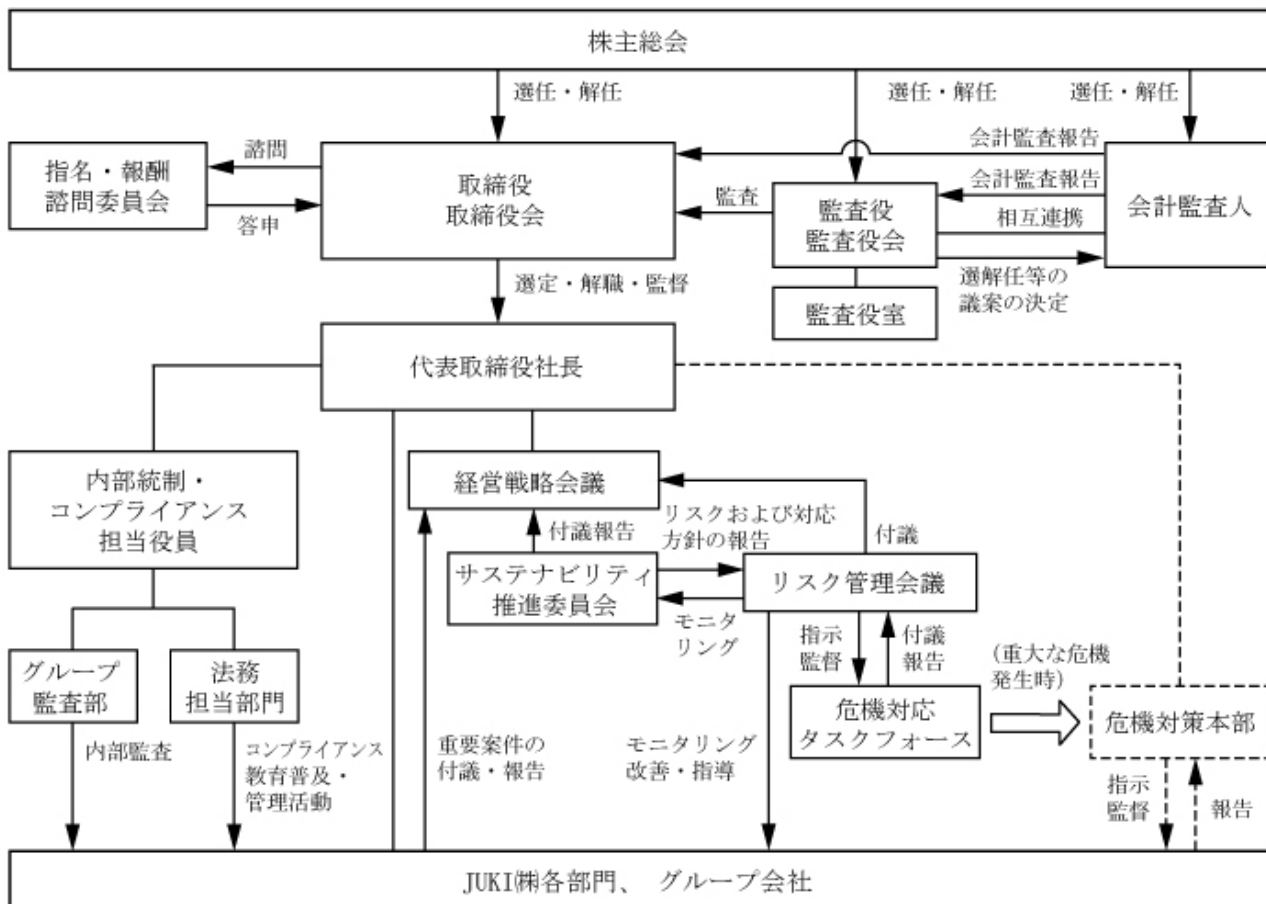 株主総会
選任・解任
選任・解任
選任・解任
指名・報酬
諮問委員会
諮問
答申
取締役
取締役会
会計監査報告
会計監査報告
監査
監査役
監査役会
相互連携
会計監査人
選定・解職・監督
選解任等の
議案の決定
監査役室
代表取締役社長
内部統制・
コンプライアンス
担当役員
経営戦略会議
付議報告
リスクおよび対応
方針の報告
付議
サステナビリティ
推進委員会
リスク管理会議
モニタ
リング
指示
監督
付議
報告
(重大な危機
発生時)
グループ
監査部
法務
担当部門
危機対応
タスクフォース
危機対策本部
内部監査
コンプライアンス
教育普及・
管理活動
重要案件の
付議・報告
モニタリング
改善・指導
指示
監督
報告
JUKI㈱各部門、 グループ会社